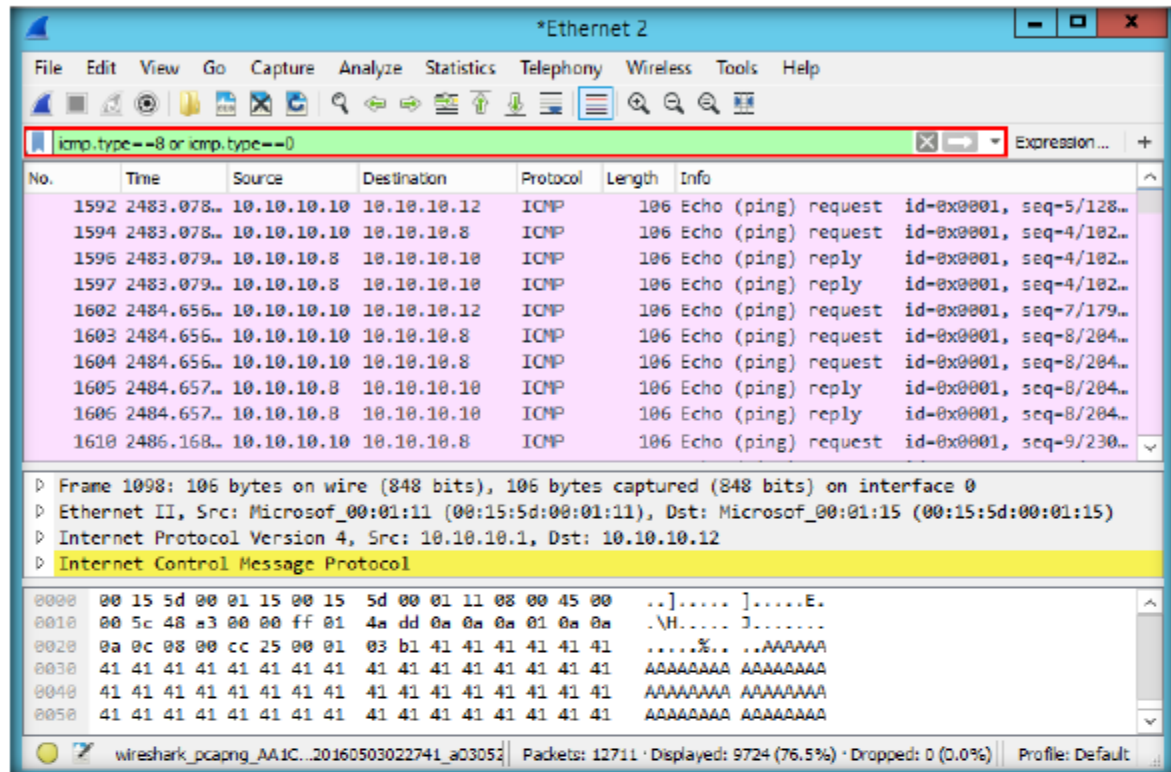 *Ethernet 2
File Edit View Go Capture Analyze Statistics Telephony Wireless Tools Help
icmp.type==8 or icmp.type==0 Expression... +
No. Time Source Destination Protocol Length Info
1592 2483.078… 10.10.10.10 10.10.10.12 ICMP 106 Echo (ping) request id=0x0001, seq=5/128…
1594 2483.078… 10.10.10.10 10.10.10.8 ICMP 106 Echo (ping) request id=0x0001, seq=4/102…
1596 2483.079… 10.10.10.8 10.10.10.10 ICMP 106 Echo (ping) reply id=0x0001, seq=4/102…
1597 2483.079… 10.10.10.8 10.10.10.10 ICMP 106 Echo (ping) reply id=0x0001, seq=4/102…
1602 2484.656… 10.10.10.10 10.10.10.12 ICMP 106 Echo (ping) request id=0x0001, seq=7/179…
1603 2484.656… 10.10.10.10 10.10.10.8 ICMP 106 Echo (ping) request id=0x0001, seq=8/204…
1604 2484.656… 10.10.10.10 10.10.10.8 ICMP 106 Echo (ping) request id=0x0001, seq=8/204…
1605 2484.657… 10.10.10.8 10.10.10.10 ICMP 106 Echo (ping) reply id=0x0001, seq=8/204…
1606 2484.657… 10.10.10.8 10.10.10.10 ICMP 106 Echo (ping) reply id=0x0001, seq=8/204…
1610 2486.168… 10.10.10.10 10.10.10.8 ICMP 106 Echo (ping) request id=0x0001, seq=9/230…
Frame 1098: 106 bytes on wire (848 bits), 106 bytes captured (848 bits) on interface 0
Ethernet II, Src: Microsof_00:01:11 (00:15:5d:00:01:11), Dst: Microsof_00:01:15 (00:15:5d:00:01:15)
Internet Protocol Version 4, Src: 10.10.10.1, Dst: 10.10.10.12
Internet Control Message Protocol
0000 00 15 5d 00 01 15 00 15 5d 00 01 11 08 00 45 00 ..]..... ].....E.
0010 00 5c 48 a3 00 00 ff 01 4a dd 0a 0a 0a 01 0a 0a .\H..... J.......
0020 0a 0c 08 00 cc 25 00 01 03 b1 41 41 41 41 41 41 .....%.. ..AAAAAA
0030 41 41 41 41 41 41 41 41 41 41 41 41 41 41 41 41 AAAAAAAA AAAAAAAA
0040 41 41 41 41 41 41 41 41 41 41 41 41 41 41 41 41 AAAAAAAA AAAAAAAA
0050 41 41 41 41 41 41 41 41 41 41 41 41 41 41 41 41 AAAAAAAA AAAAAAAA
wireshark_pcapng_AA1C…20160503022741_a03052 Packets: 12711 · Displayed: 9724 (76.5%) · Dropped: 0 (0.0%) Profile: Default